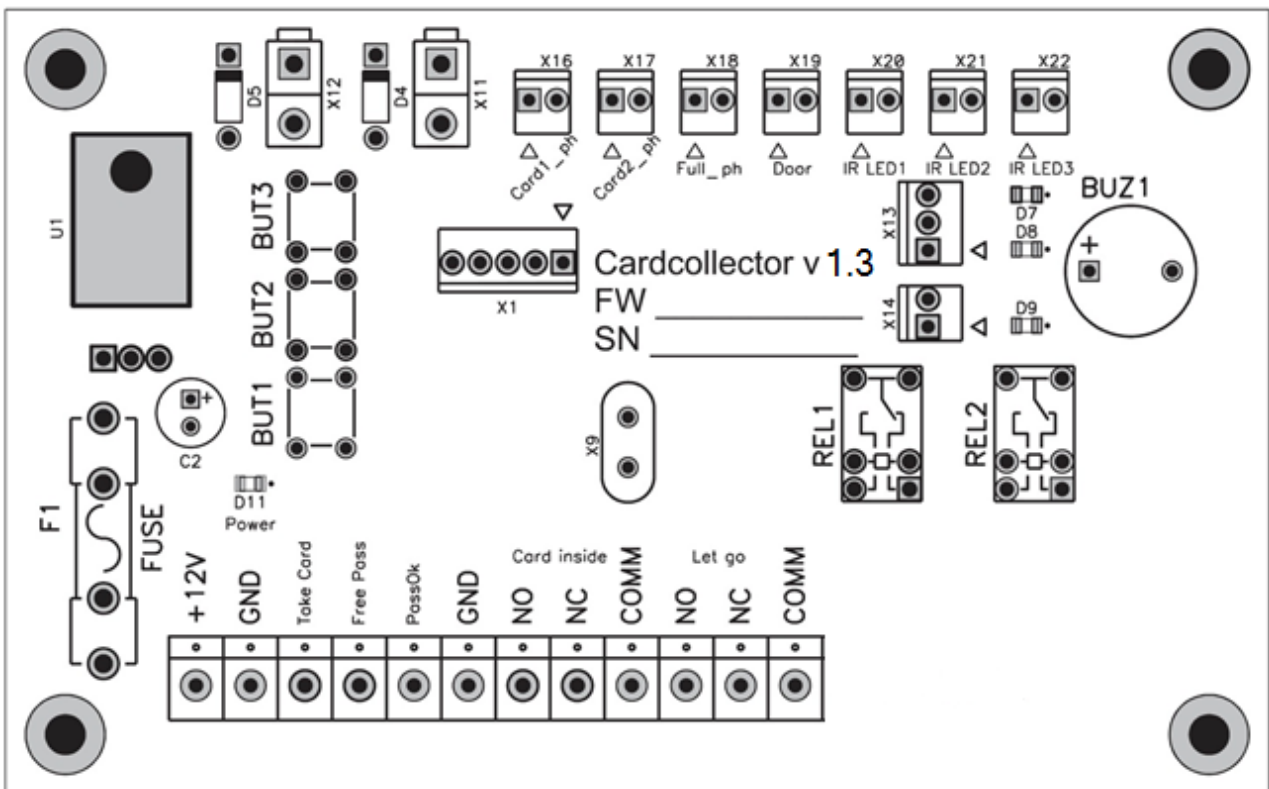 X16
X17
X18
X19
X20
X21
X22
D5
X12
D4
X11
Card1_ph
Card2_ph
Full_ph
Door
IR LED1
IR LED2
IR LED3
U1
BUT3
BUT2
BUT1
X1
Cardcollector v 1.3
FW
SN
X13
X14
D7
D8
D9
BUZ1
+
+
C2
X9
REL1
REL2
D11
Power
F1
FUSE
+12V
GND
Take Card
Free Pass
PassOk
GND
Card inside
NO
NC
COMM
Let go
NO
NC
COMM